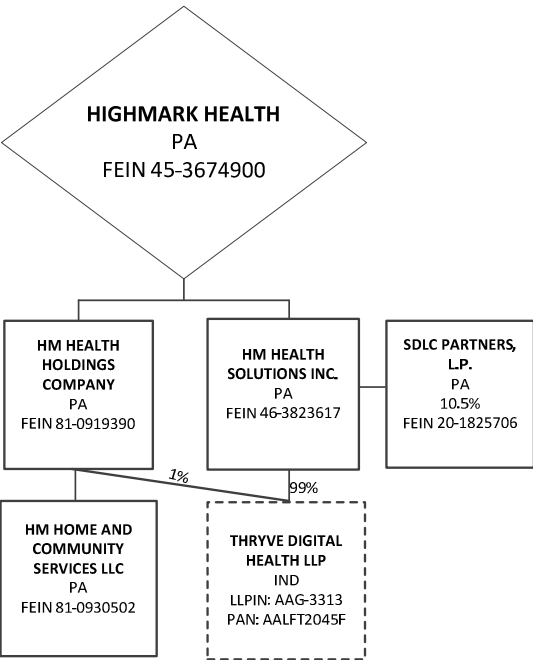 HIGHMARK HEALTH
PA
FEIN 45-3674900
HM HEALTH
HOLDINGS
COMPANY
PA
FEIN 81-0919390
HM HEALTH
SOLUTIONS INC.
PA
FEIN 46-3823617
SDLC PARTNERS,
L.P.
PA
10.5%
FEIN 20-1825706
1%
99%
HM HOME AND
COMMUNITY
SERVICES LLC
PA
FEIN 81-0930502
THRYVE DIGITAL
HEALTH LLP
IND
LLPIN: AAG-3313
PAN: AALFT2045F